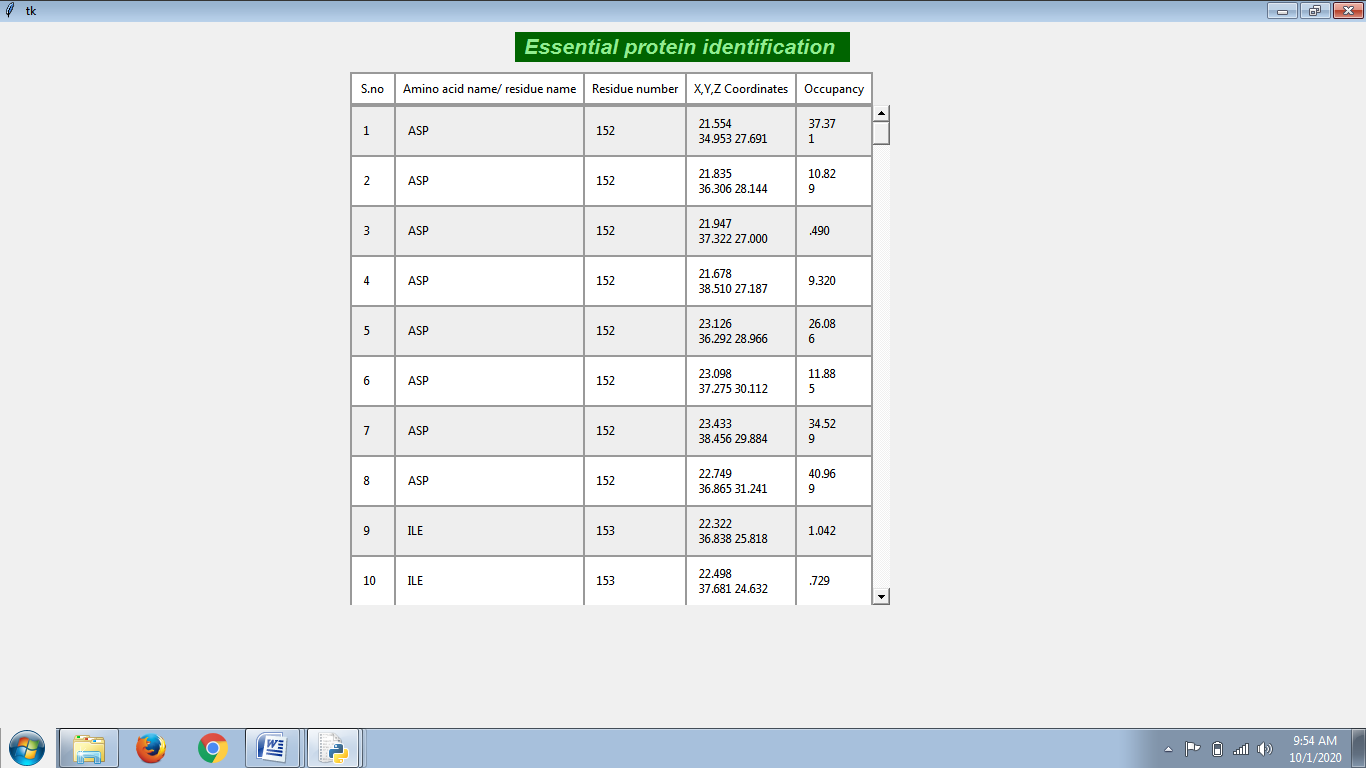 tk
Essential protein identification
S.no Amino acid name/ residue name Residue number X,Y,Z Coordinates Occupancy
1 ASP 152 21.554
34.953 27.691 37.37
1
2 ASP 152 21.835
36.306 28.144 10.82
9
3 ASP 152 21.947
37.322 27.000 .490
4 ASP 152 21.678
38.510 27.187 9.320
5 ASP 152 23.126
36.292 28.966 26.08
6
6 ASP 152 23.098
37.275 30.112 11.88
5
7 ASP 152 23.433
38.456 29.884 34.52
9
8 ASP 152 22.749
36.865 31.241 40.96
9
9 ILE 153 22.322
36.838 25.818 1.042
10 ILE 153 22.498
37.681 24.632 .729
9:54 AM
10/1/2020